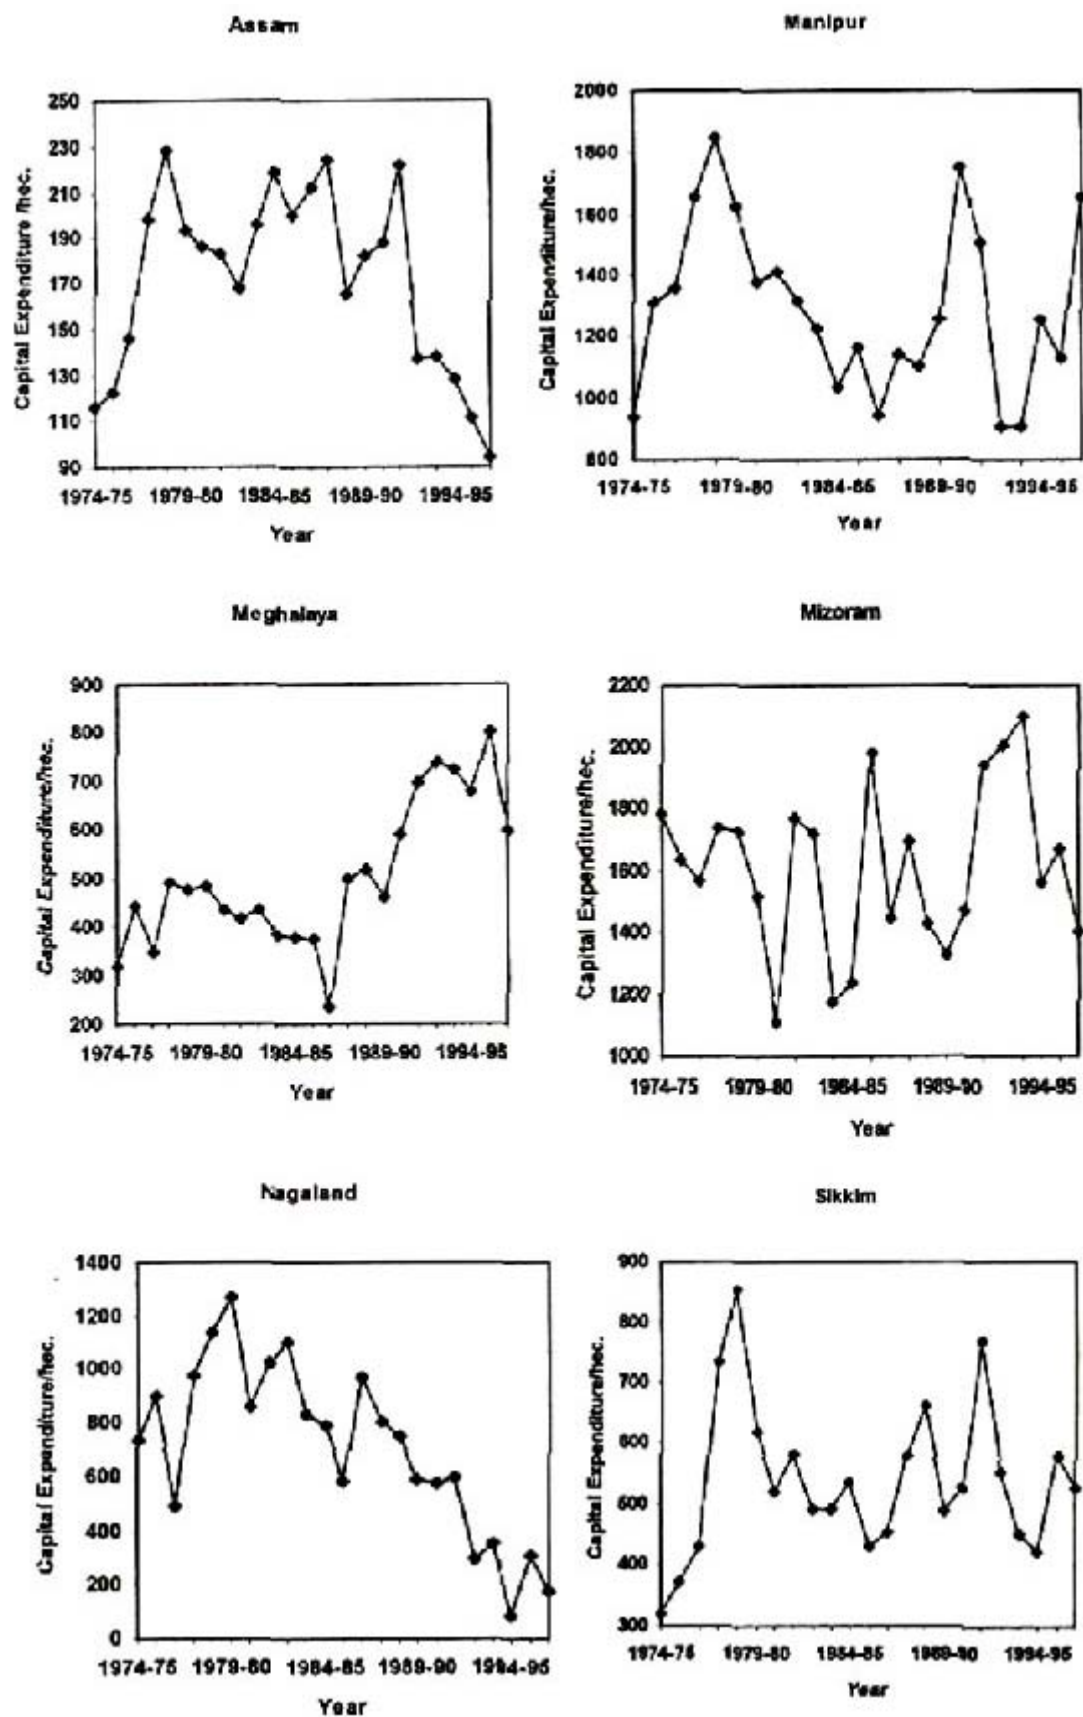 Assam
250
230
210
190
170
150
130
110
90
Capital Expenditure /hec.
1974-75 1979-80 1984-85 1989-90 1994-95
Year
Manipur
2000
1800
1600
1400
1200
1000
800
Capital Expenditure/hec.
1974-75 1979-80 1984-85 1989-90 1994-95
Year
Meghalaya
900
800
700
600
500
400
300
200
Capital Expenditure/hec.
1974-75 1979-80 1984-85 1989-90 1994-95
Year
Mizoram
2200
2000
1800
1600
1400
1200
1000
Capital Expenditure/hec.
1974-75 1979-80 1984-85 1989-90 1994-95
Year
Nagaland
1400
1200
1000
800
600
400
200
0
Capital Expenditure/hec.
1974-75 1979-80 1984-85 1989-90 1994-95
Year
Sikkim
900
800
700
600
500
400
300
Capital Expenditure/hec.
1974-75 1979-80 1984-85 1989-90 1994-95
Year